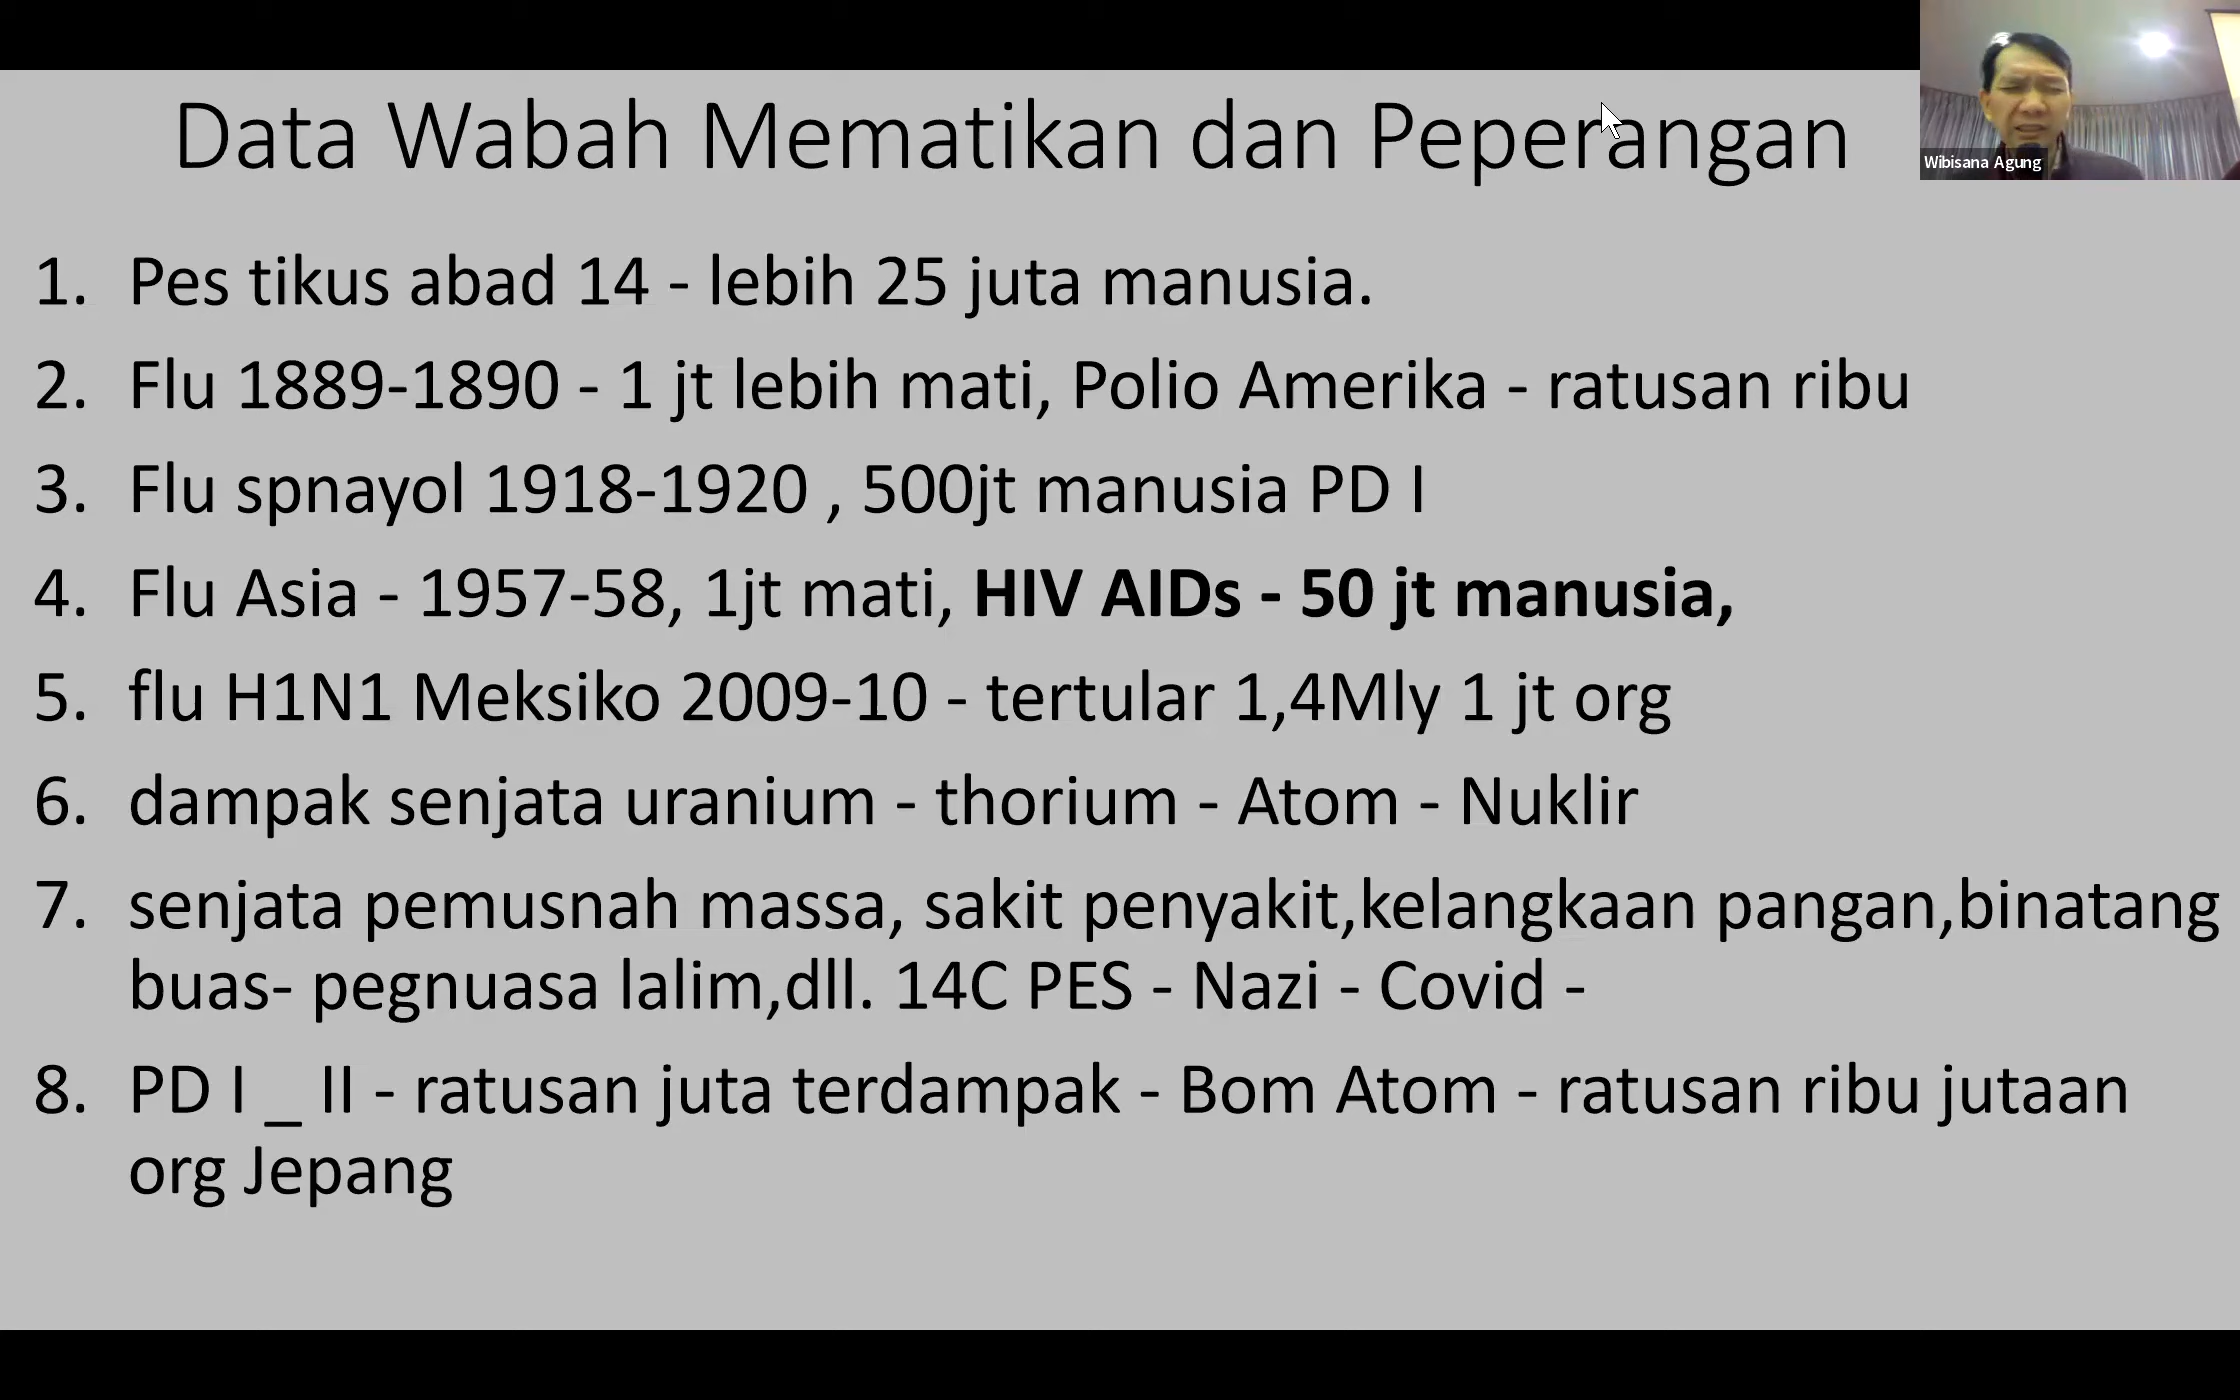 Data Wabah Mematikan dan Peperangan
Wibisana Agung
1. Pes tikus abad 14 - lebih 25 juta manusia.
2. Flu 1889-1890 - 1 jt lebih mati, Polio Amerika - ratusan ribu
3. Flu spnayol 1918-1920 , 500jt manusia PD I
4. Flu Asia - 1957-58, 1jt mati, HIV AIDs - 50 jt manusia,
5. flu H1N1 Meksiko 2009-10 - tertular 1,4Mly 1 jt org
6. dampak senjata uranium - thorium - Atom - Nuklir
7. senjata pemusnah massa, sakit penyakit,kelangkaan pangan,binatang
buas- pegnuasa lalim,dll. 14C PES - Nazi - Covid -
8. PD I _ II - ratusan juta terdampak - Bom Atom - ratusan ribu jutaan
org Jepang